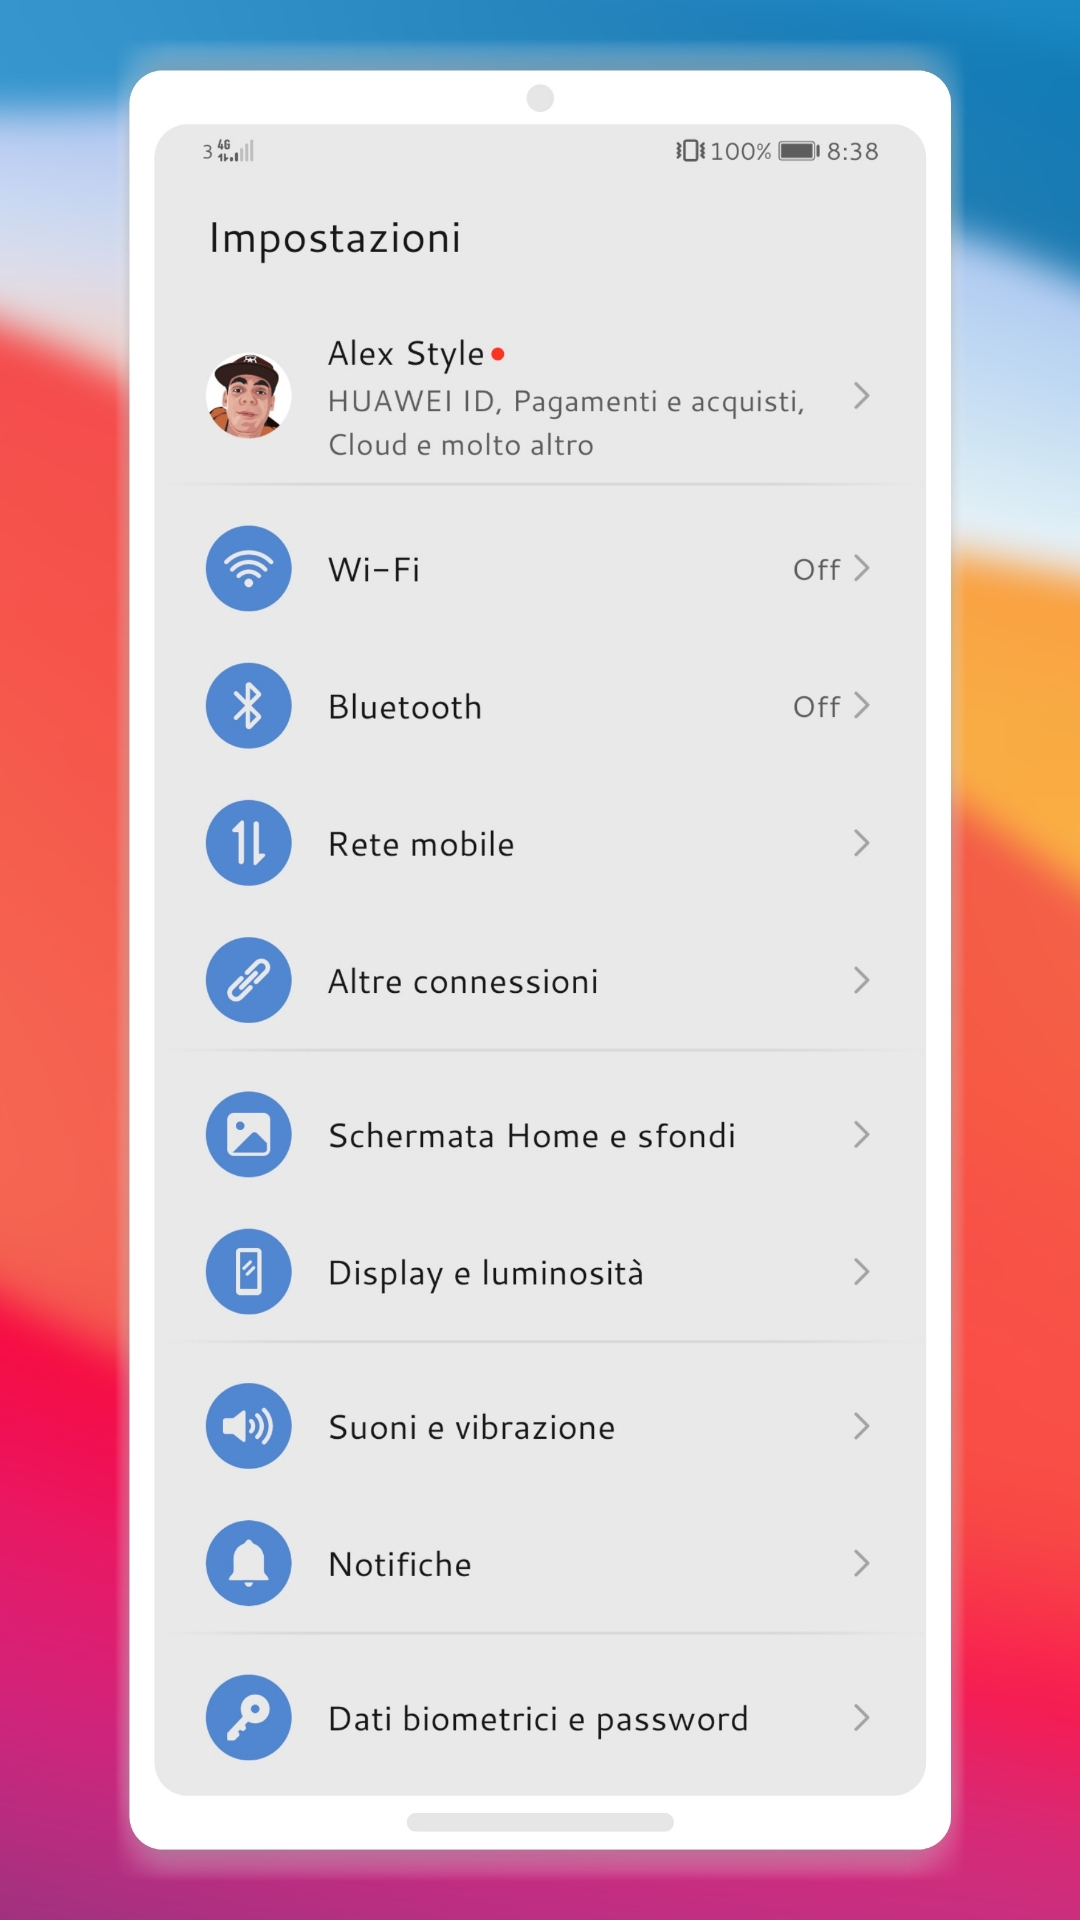 3 4G 100% 8:38
Impostazioni
Alex Style
HUAWEI ID, Pagamenti e acquisti,
Cloud e molto altro
Wi-Fi Off
Bluetooth Off
Rete mobile
Altre connessioni
Schermata Home e sfondi
Display e luminosità
Suoni e vibrazione
Notifiche
Dati biometrici e password